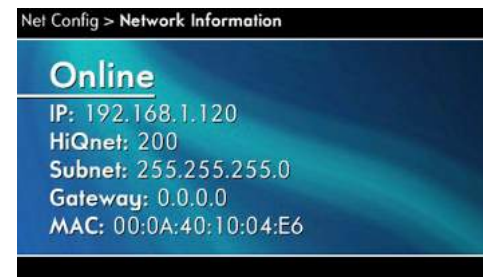 Net Config > Network Information
Online
IP: 192.168.1.120
HiQnet: 200
Subnet: 255.255.255.0
Gateway: 0.0.0.0
MAC: 00:0A:40:10:04:E6